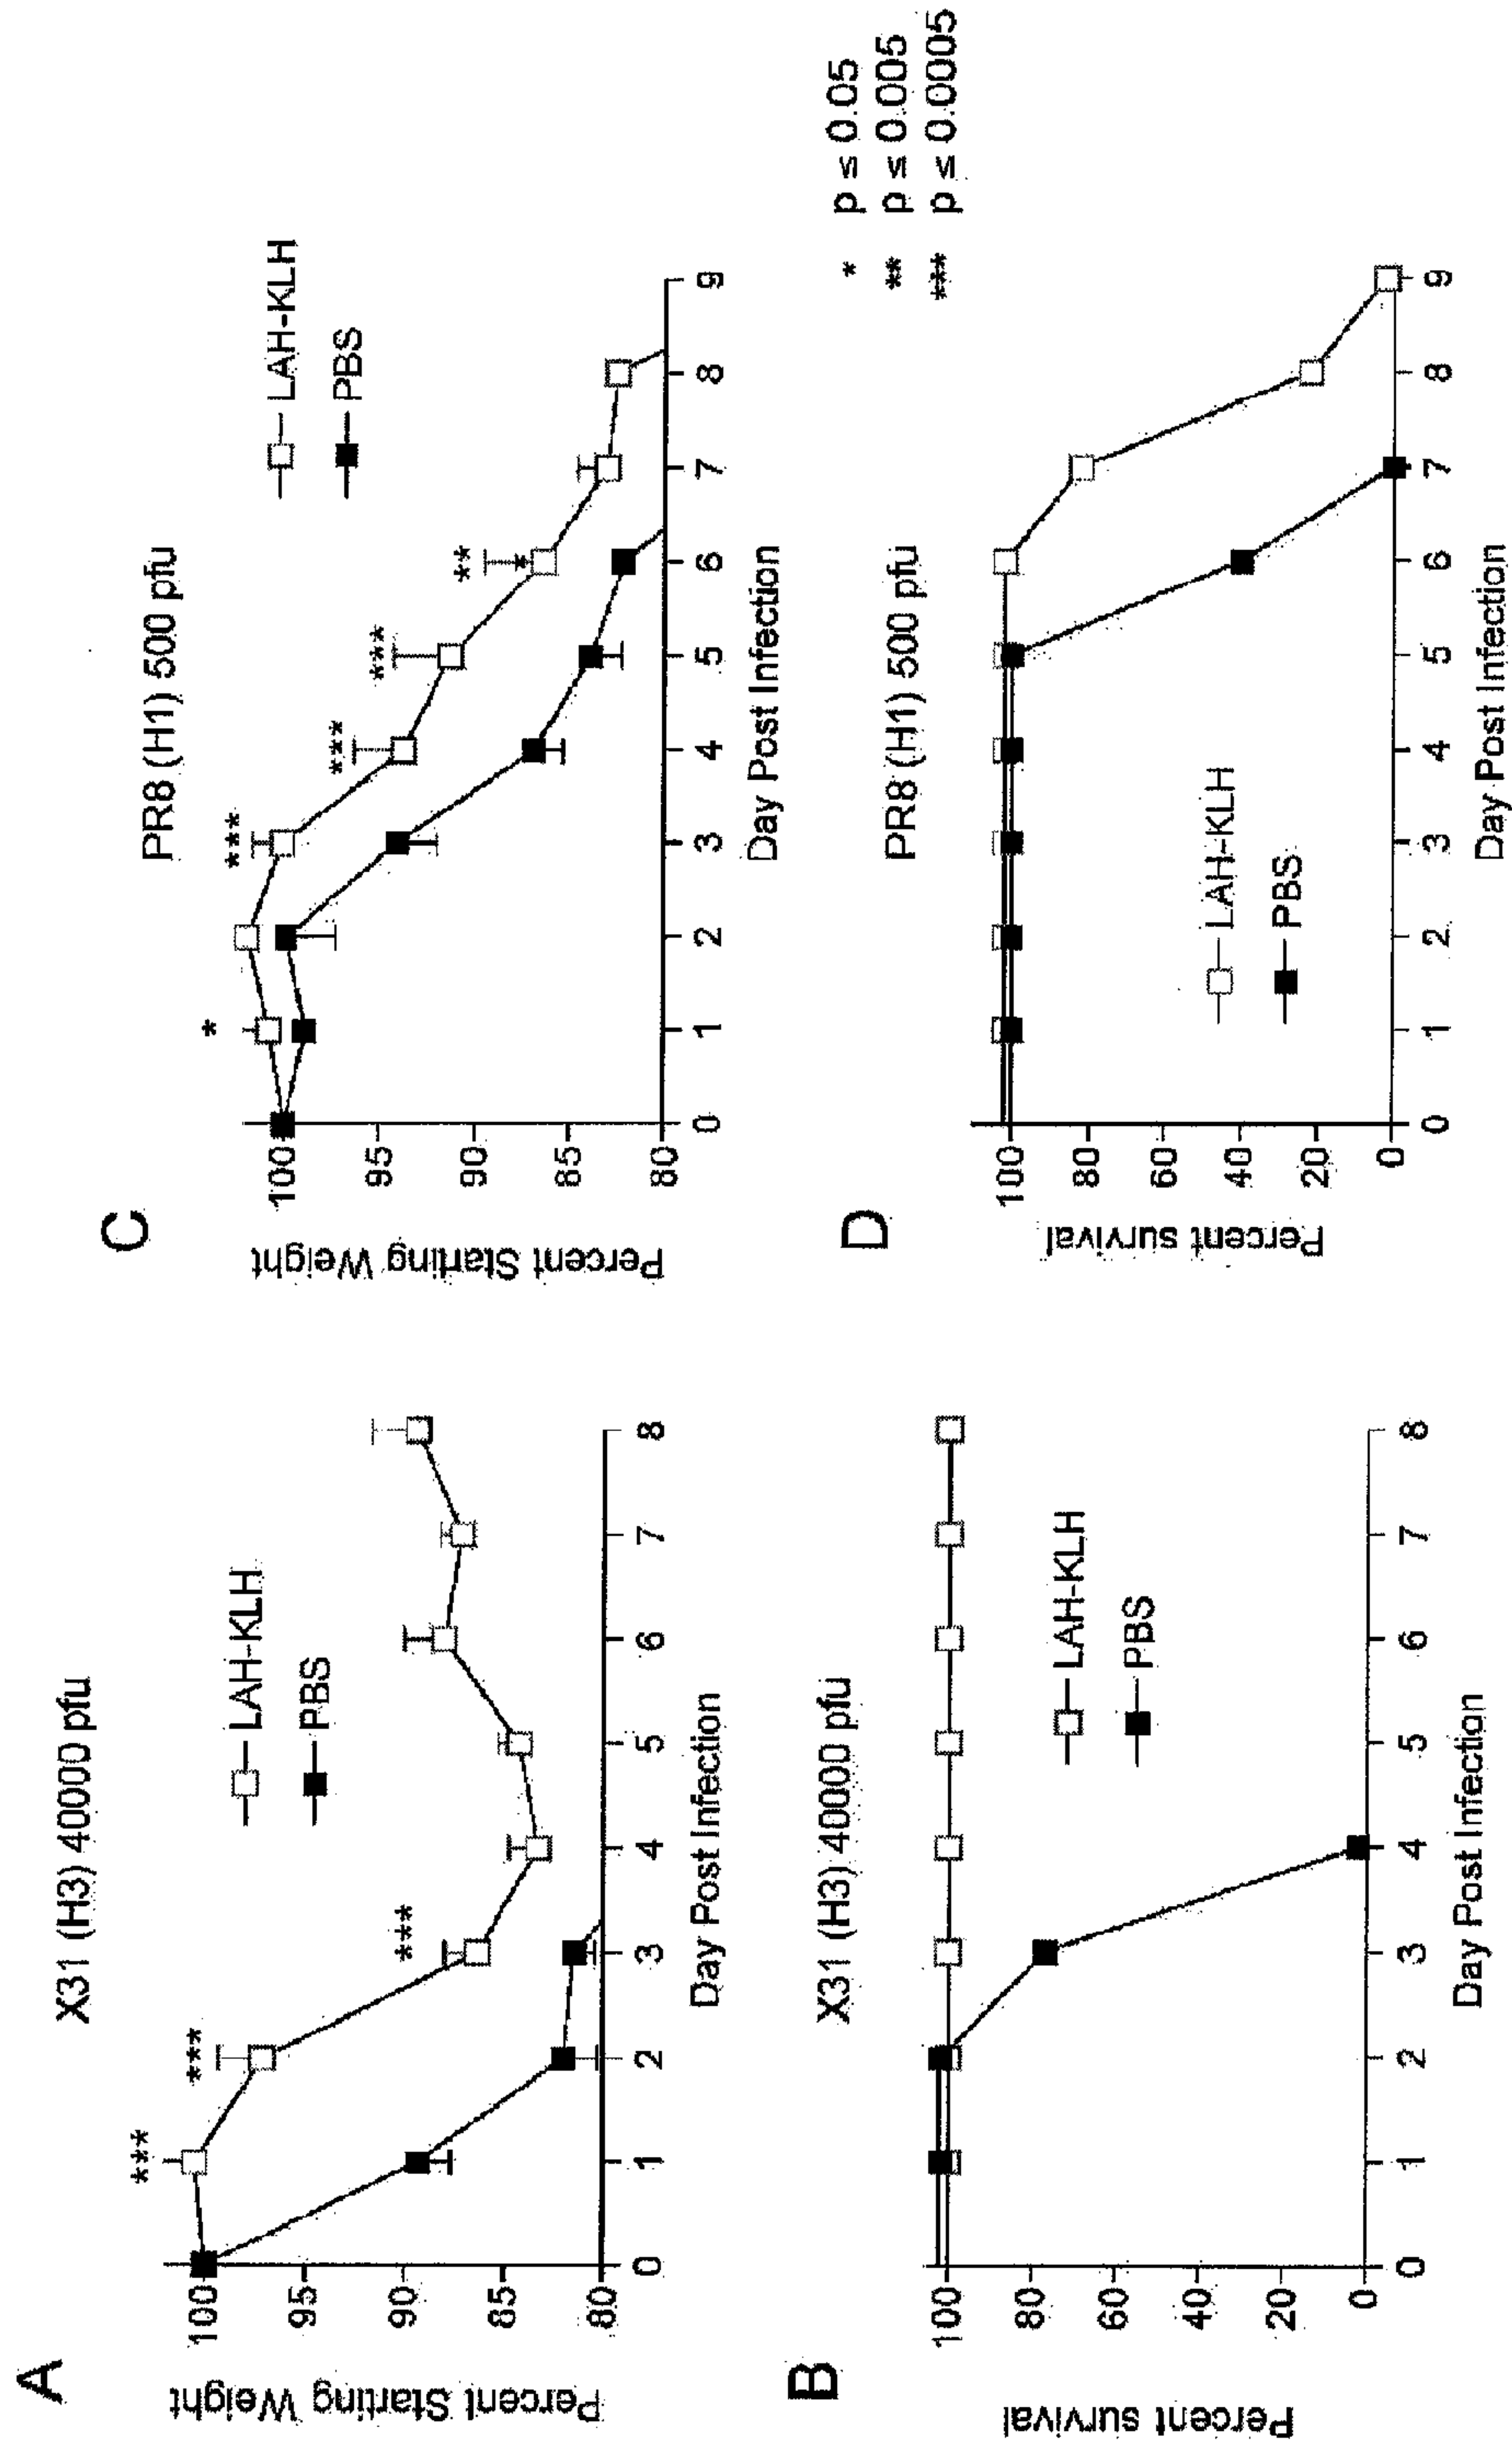 A
X31 (H3) 40000 pfu
Percent Starting Weight
100
95
90
85
80
***
***
***
LAH-KLH
PBS
0 1 2 3 4 5 6 7 8
Day Post Infection
B
X31 (H3) 40000 pfu
Percent survival
100
80
60
40
20
0
LAH-KLH
PBS
0 1 2 3 4 5 6 7 8
Day Post Infection
C
PR8 (H1) 500 pfu
Percent Starting Weight
100
95
90
85
80
*
***
***
***
**
*
LAH-KLH
PBS
0 1 2 3 4 5 6 7 8 9
Day Post Infection
D
PR8 (H1) 500 pfu
Percent survival
100
80
60
40
20
0
LAH-KLH
PBS
0 1 2 3 4 5 6 7 8 9
Day Post Infection
* p ≤ 0.05
** p ≤ 0.005
*** p ≤ 0.0005